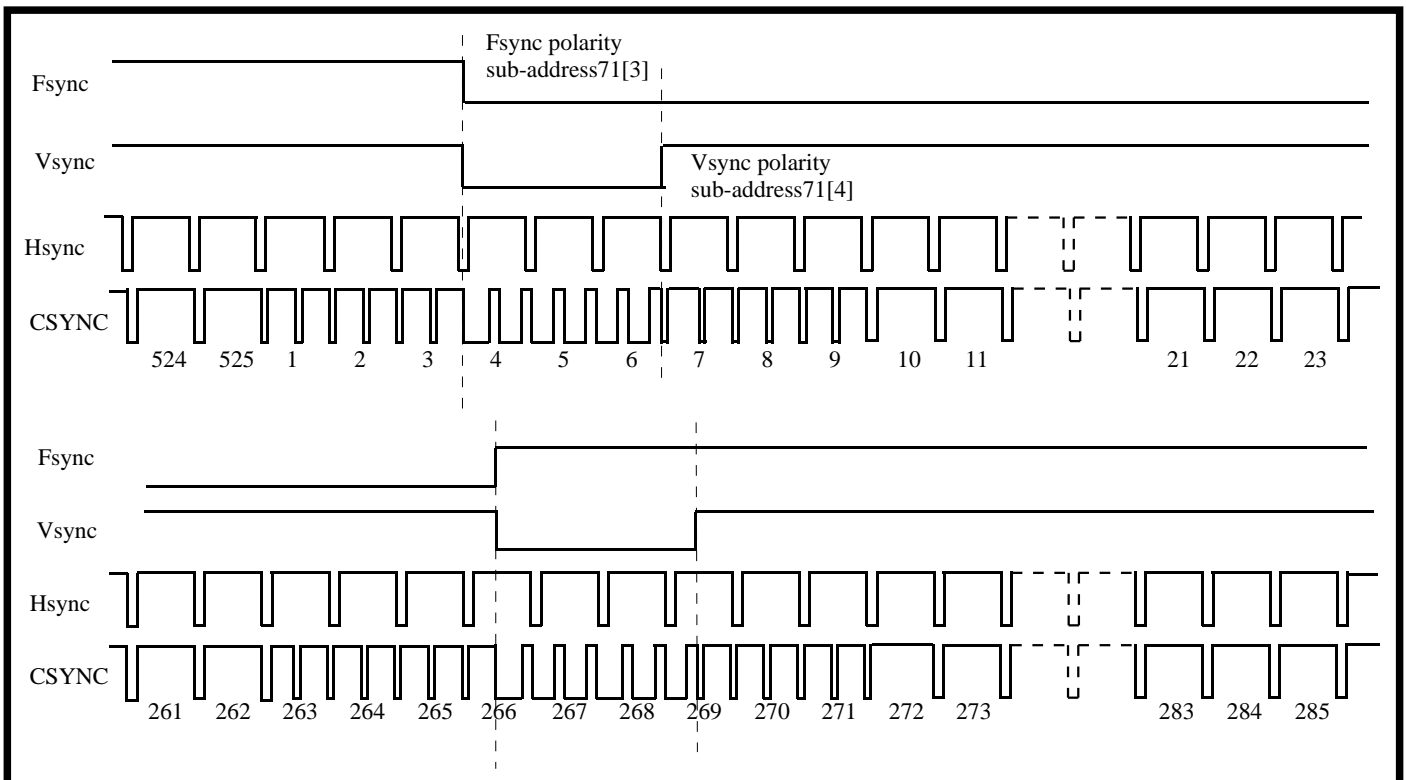 Fsync polarity
sub-address71[3]
Fsync
Vsync
Vsync polarity
sub-address71[4]
Hsync
CSYNC
524 525 1 2 3 4 5 6 7 8 9 10 11 21 22 23
Fsync
Vsync
Hsync
CSYNC
261 262 263 264 265 266 267 268 269 270 271 272 273 283 284 285